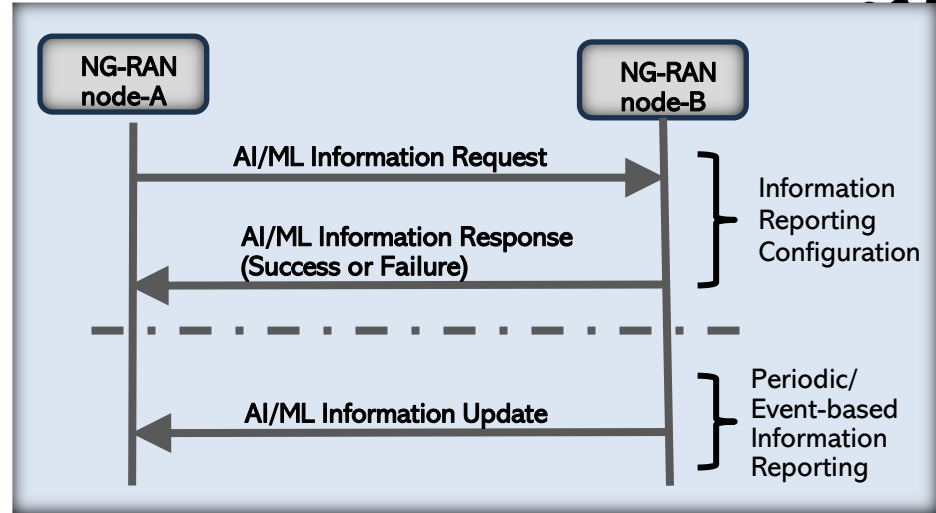 NG-RAN
node-A
NG-RAN
node-B
AI/ML Information Request
Information
Reporting
Configuration
AI/ML Information Response
(Success or Failure)
Periodic/
Event-based
Information
Reporting
AI/ML Information Update